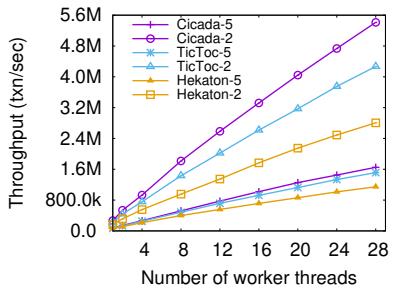 5.6M
4.8M
4.0M
3.2M
2.4M
1.6M
800.0k
0.0
Throughput (txn/sec)
Cicada-5
Cicada-2
TicToc-5
TicToc-2
Hekaton-5
Hekaton-2
4 8 12 16 20 24 28
Number of worker threads